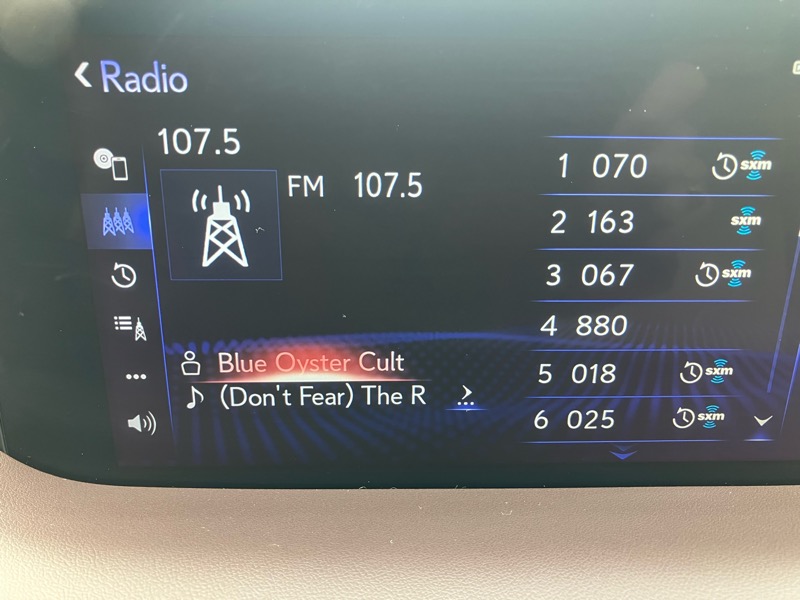 Radio
107.5
FM 107.5
Blue Oyster Cult
(Don't Fear) The R
1 070 sxm
2 163 sxm
3 067 sxm
4 880
5 018 sxm
6 025 sxm